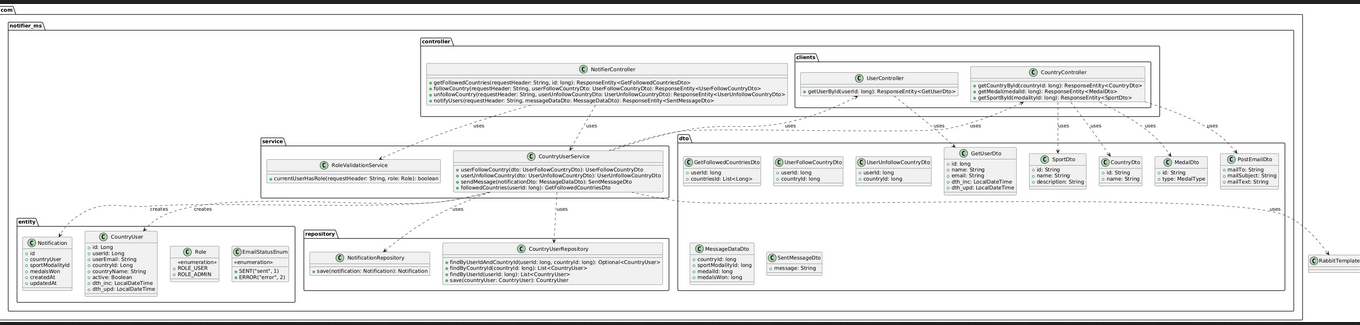 com
notifier_ms
controller
C NotifierController
getFollowedCountries(requestHeader: String, id: long): ResponseEntity<GetFollowedCountriesDto>
followCountry(requestHeader: String, userFollowCountryDto: UserFollowCountryDto): ResponseEntity<UserFollowCountryDto>
unfollowCountry(requestHeader: String, userUnfollowCountryDto: UserUnfollowCountryDto): ResponseEntity<UserUnfollowCountryDto>
notifyUsers(requestHeader: String, messageDataDto: MessageDataDto): ResponseEntity<SentMessageDto>
clients
C UserController
getUserById(userId: long): ResponseEntity<GetUserDto>
C CountryController
getCountryById(countryId: long): ResponseEntity<CountryDto>
getMedal(medalId: long): ResponseEntity<MedalDto>
getSportById(modalityId: long): ResponseEntity<SportDto>
uses
uses
uses
uses
uses
uses
uses
uses
uses
service
C RoleValidationService
currentUserHasRole(requestHeader: String, role: Role): boolean
C CountryUserService
userFollowCountry(dto: UserFollowCountryDto): UserFollowCountryDto
userUnfollowCountry(dto: UserUnfollowCountryDto): UserUnfollowCountryDto
sendMessage(notificationDto: MessageDataDto): SentMessageDto
followedCountries(userId: long): GetFollowedCountriesDto
dto
C GetFollowedCountriesDto
userId: long
countriesId: List<Long>
C UserFollowCountryDto
userId: long
countryId: long
C UserUnfollowCountryDto
userId: long
countryId: long
C GetUserDto
id: long
name: String
email: String
dth_inc: LocalDateTime
dth_upd: LocalDateTime
C SportDto
id: String
name: String
description: String
C CountryDto
id: String
name: String
C MedalDto
id: String
type: MedalType
C PostEmailDto
mailTo: String
mailSubject: String
mailText: String
creates
creates
uses
uses
uses
entity
C Notification
id
countryUser
sportModalityId
medalsWon
createdAt
updatedAt
C CountryUser
id: Long
userId: Long
userEmail: String
countryId: Long
countryName: String
active: Boolean
dth_inc: LocalDateTime
dth_upd: LocalDateTime
C Role
«enumeration»
ROLE_USER
ROLE_ADMIN
C EmailStatusEnum
«enumeration»
SENT("sent", 1)
ERROR("error", 2)
repository
C NotificationRepository
save(notification: Notification): Notification
C CountryUserRepository
findByUserIdAndCountryId(userId: long, countryId: long): Optional<CountryUser>
findByCountryId(countryId: long): List<CountryUser>
findByUserId(userId: long): List<CountryUser>
save(countryUser: CountryUser): CountryUser
C MessageDataDto
countryId: long
sportModalityId: long
medalId: long
medalsWon: long
C SentMessageDto
message: String
C RabbitTemplate